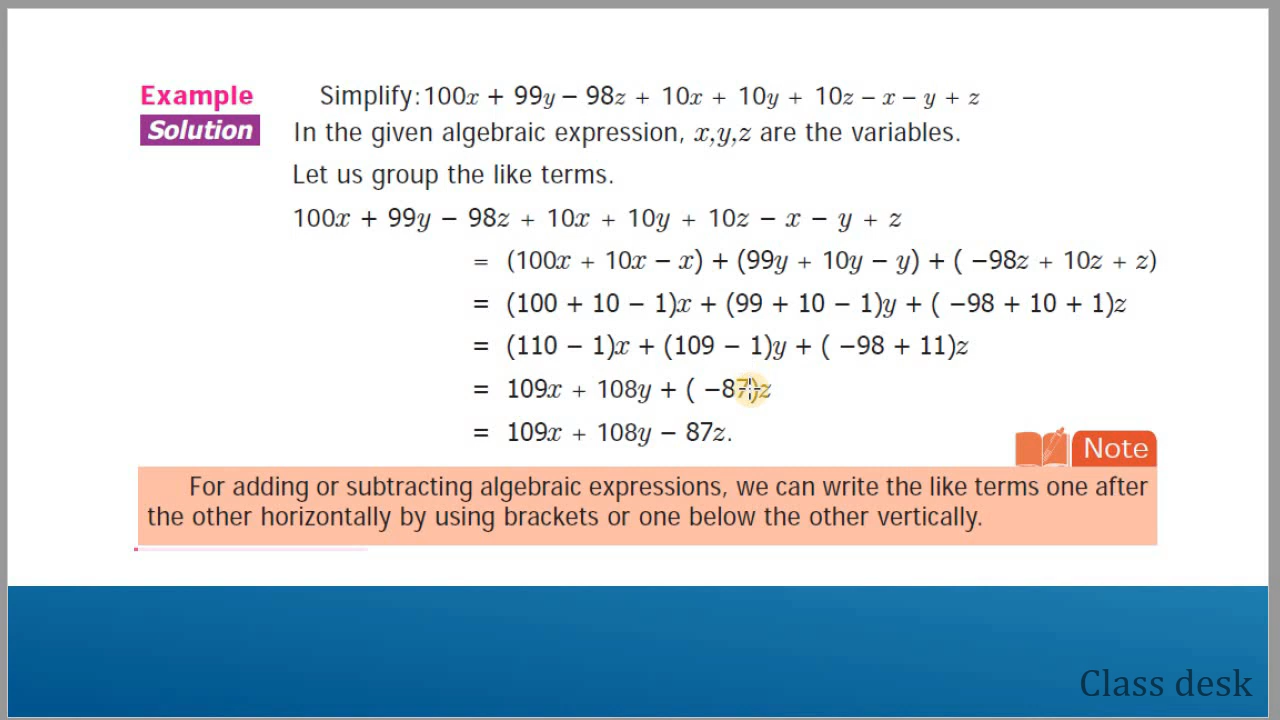 Example Simplify: 100x + 99y – 98z + 10x + 10y + 10z – x – y + z
Solution In the given algebraic expression, x,y,z are the variables.
Let us group the like terms.
100x + 99y – 98z + 10x + 10y + 10z – x – y + z
= (100x + 10x – x) + (99y + 10y – y) + ( –98z + 10z + z)
= (100 + 10 – 1)x + (99 + 10 – 1)y + ( –98 + 10 + 1)z
= (110 – 1)x + (109 – 1)y + ( –98 + 11)z
= 109x + 108y + ( –87)z
= 109x + 108y – 87z.
Note
For adding or subtracting algebraic expressions, we can write the like terms one after
the other horizontally by using brackets or one below the other vertically.
Class desk